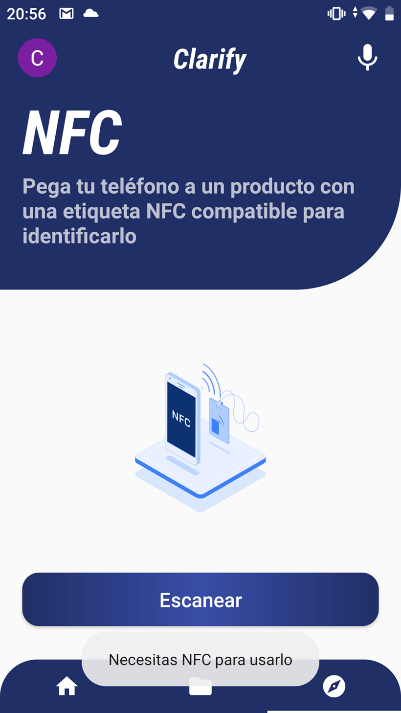 20:56
C
Clarify
NFC
Pega tu teléfono a un producto con
una etiqueta NFC compatible para
identificarlo
NFC
Escanear
Necesitas NFC para usarlo